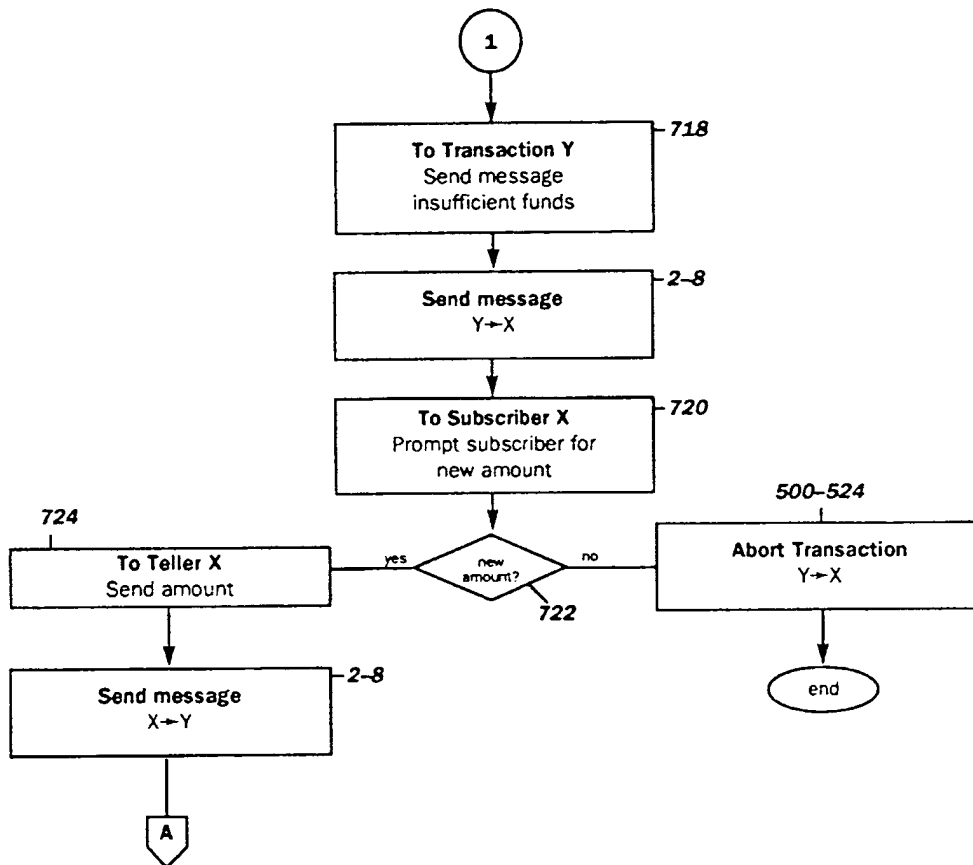 1
718
To Transaction Y
Send message
insufficient funds
2–8
Send message
Y→X
720
To Subscriber X
Prompt subscriber for
new amount
724
To Teller X
Send amount
yes
new
amount?
no
722
500–524
Abort Transaction
Y→X
end
2–8
Send message
X→Y
A